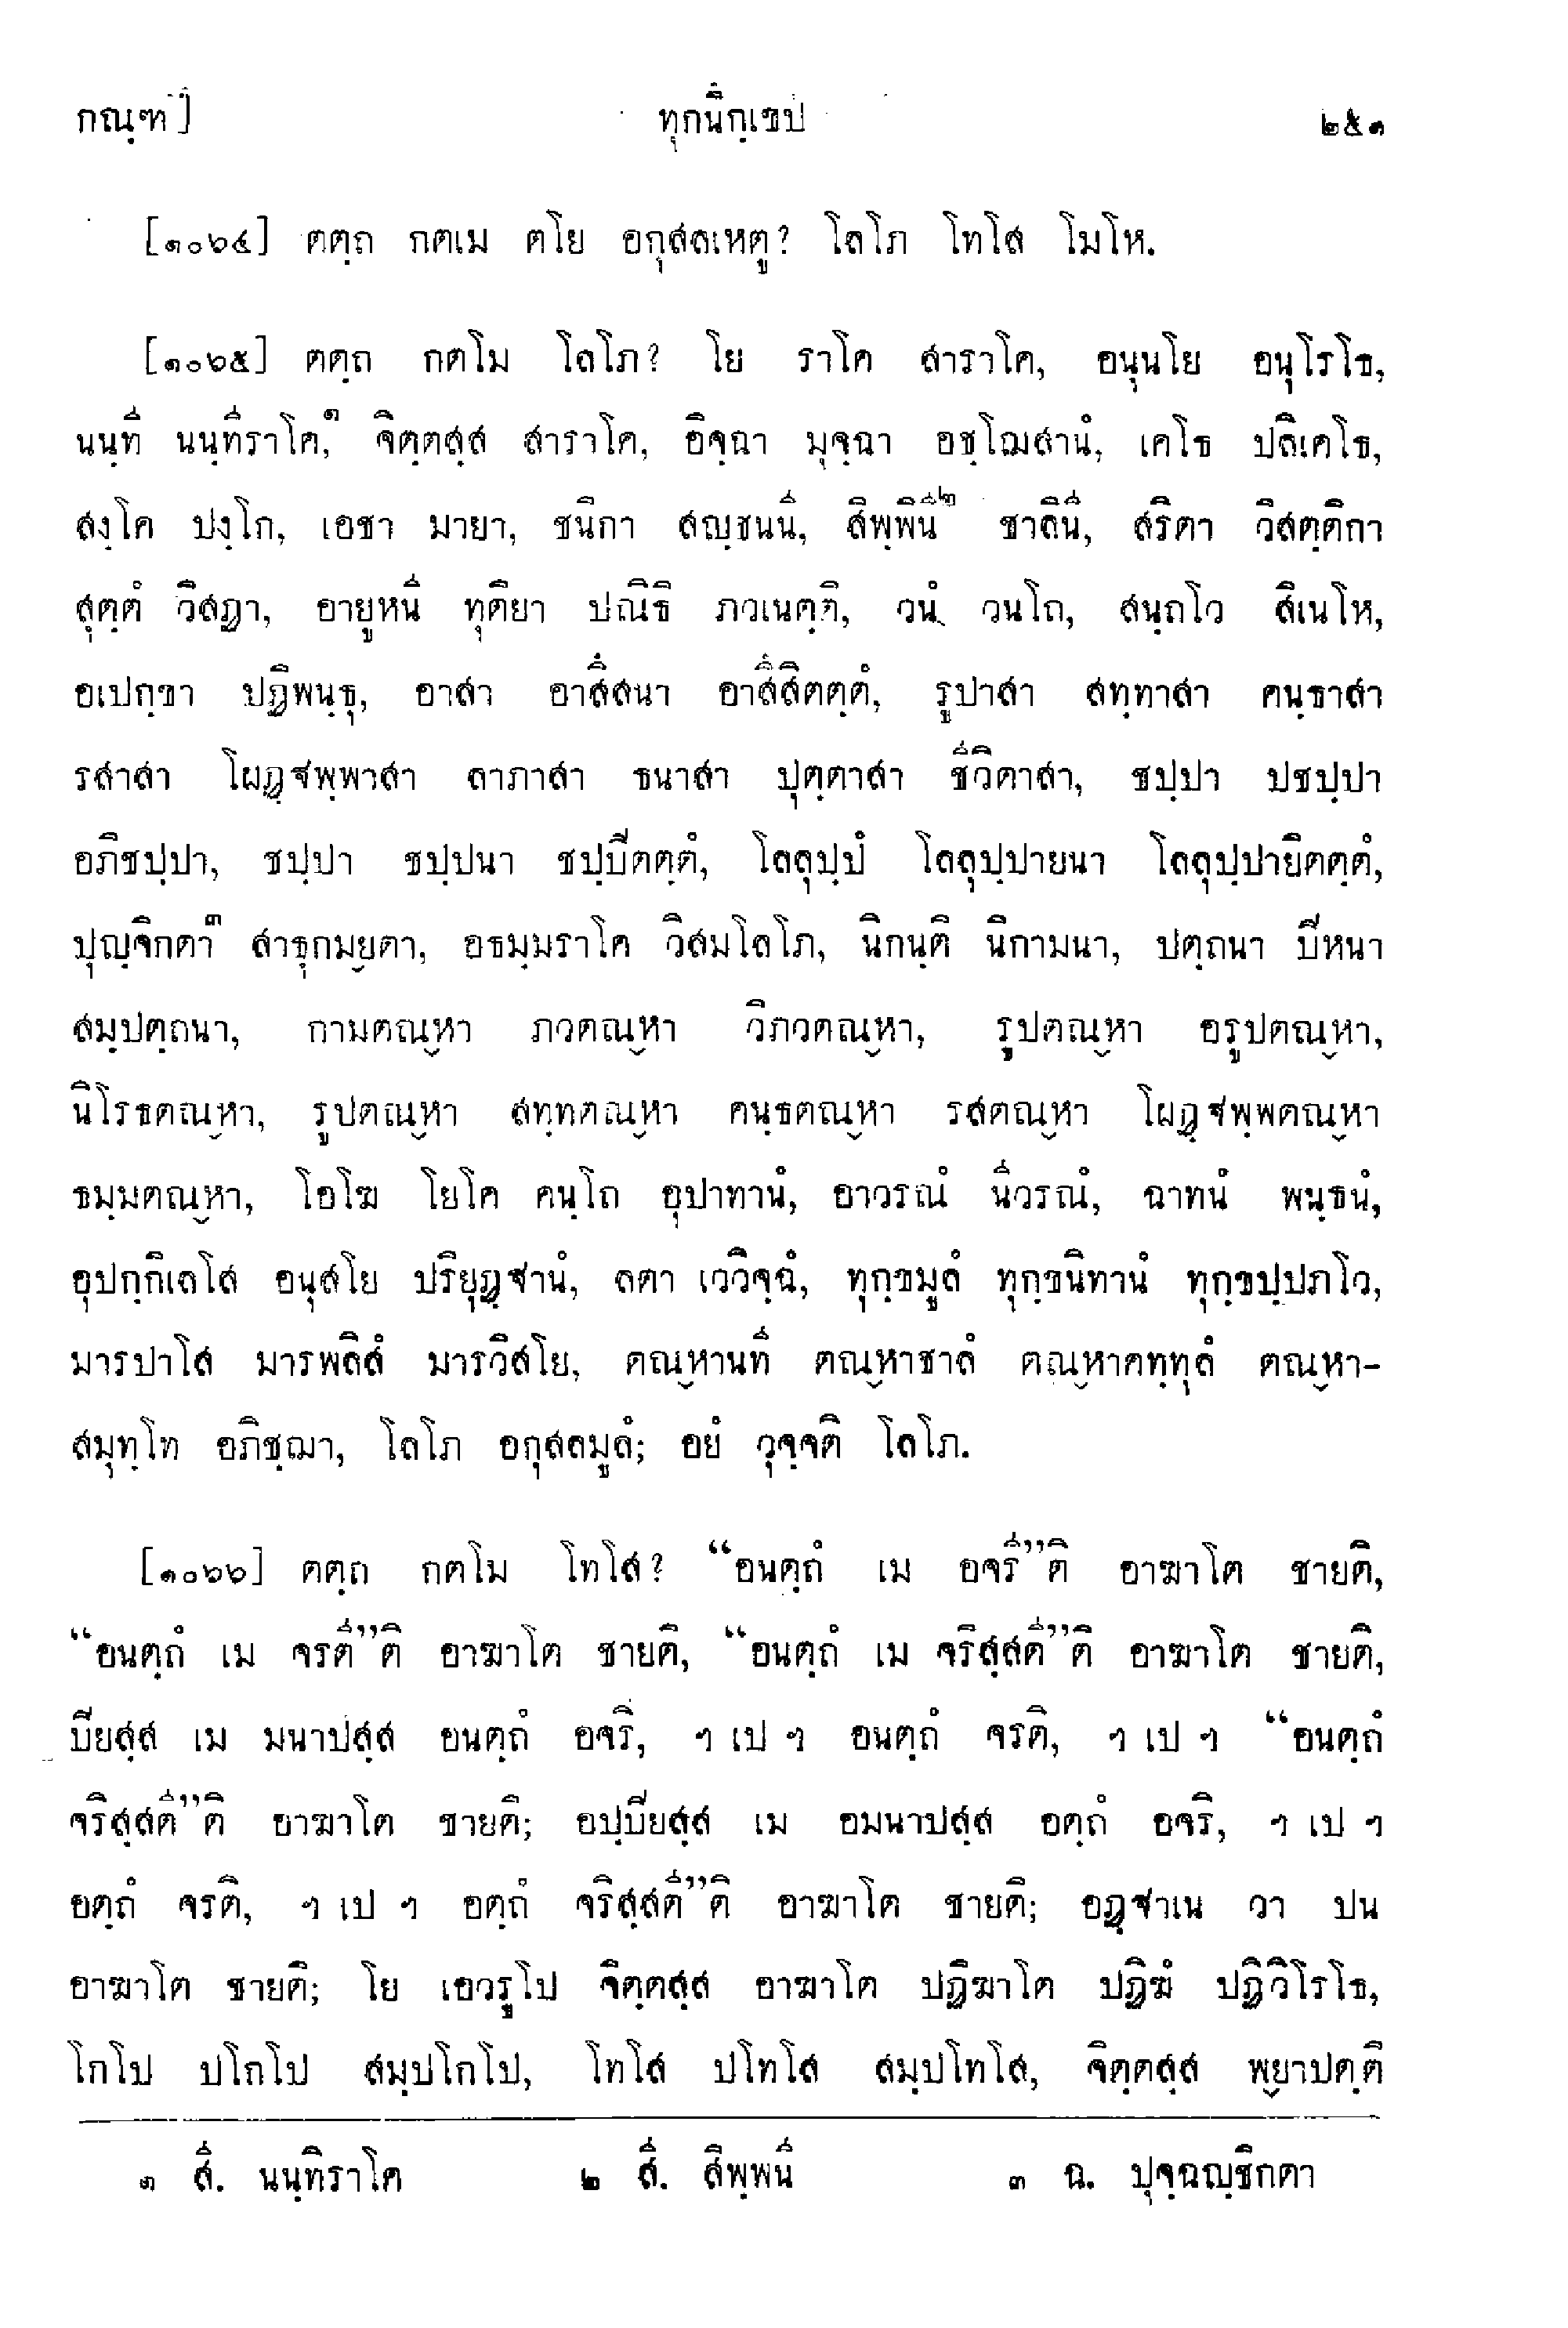 กณฺฑ] ทุกนิกฺเขปํ ๒๕๑
[๑๐๖๔] ตตฺถ กตเม ตโย อกุสลเหตู? โลโภ โทโส โมโห.
[๑๐๖๕] ตตฺถ กตโม โลโภ? โย ราโค สาราโค, อนุนโย อนุโรโธ,
นนฺที นนฺทีราโค,๑ จิตฺตสฺส สาราโค, อิจฺฉา มุจฺฉา อชฺโฌสานํ, เคโธ ปลิเคโธ,
สงฺโค ปงฺโก, เอชา มายา, ชนิกา สญฺชนนี, สิพฺพินี๒ ชาลินี, สริตา วิสตฺติกา
สุตฺตํ วิสฏา, อายูหนี ทุติยา ปณิธิ ภวเนตฺติ, วนํ วนโถ, สนฺถโว สิเนโห,
อเปกฺขา ปฏิพนฺธุ, อาสา อาสึสนา อาสึสิตตฺตํ, รูปาสา สทฺทาสา คนฺธาสา
รสาสา โผฏฺฐพฺพาสา ลาภาสา ธนาสา ปุตฺตาสา ชีวิตาสา, ชปฺปา ปชปฺปา
อภิชปฺปา, ชปฺปา ชปฺปนา ชปฺปิตตฺตํ, โลลุปฺปํ โลลุปฺปายนา โลลุปฺปายิตตฺตํ,
ปุญฺจิกตา๓ สาธุกมฺยตา, อธมฺมราโค วิสมโลโภ, นิกนฺติ นิกามนา, ปตฺถนา ปิหนา
สมฺปตฺถนา, กามตณฺหา ภวตณฺหา วิภวตณฺหา, รูปตณฺหา อรูปตณฺหา,
นิโรธตณฺหา, รูปตณฺหา สทฺทตณฺหา คนฺธตณฺหา รสตณฺหา โผฏฺฐพฺพตณฺหา
ธมฺมตณฺหา, โอโฆ โยโค คนฺโถ อุปาทานํ, อาวรณํ นีวรณํ, ฉาทนํ พนฺธนํ,
อุปกฺกิเลโส อนุสโย ปริยุฏฺฐานํ, ลตา เววิจฺฉํ, ทุกฺขมูลํ ทุกฺขนิทานํ ทุกฺขปฺปภโว,
มารปาโส มารพลิสํ มารวิสโย, ตณฺหานที ตณฺหาชาลํ ตณฺหาคทฺทุลํ ตณฺหา-
สมุทฺโท อภิชฺฌา, โลโภ อกุสลมูลํ; อยํ วุจฺจติ โลโภ.
[๑๐๖๖] ตตฺถ กตโม โทโส? “อนตฺถํ เม อจรี”ติ อาฆาโต ชายติ,
“อนตฺถํ เม จรตี”ติ อาฆาโต ชายติ, “อนตฺถํ เม จริสฺสตี”ติ อาฆาโต ชายติ,
ปิยสฺส เม มนาปสฺส อนตฺถํ อจริ, ฯ เป ฯ อนตฺถํ จรติ, ฯ เป ฯ “อนตฺถํ
จริสฺสตี”ติ อาฆาโต ชายติ; อปฺปิยสฺส เม อมนาปสฺส อตฺถํ อจริ, ฯ เป ฯ
อตฺถํ จรติ, ฯ เป ฯ อตฺถํ จริสฺสตี”ติ อาฆาโต ชายติ; อฏฺฐาเน วา ปน
อาฆาโต ชายติ; โย เอวรูโป จิตฺตสฺส อาฆาโต ปฏิฆาโต ปฏิฆํ ปฏิวิโรโธ,
โกโป ปโกโป สมฺปโกโป, โทโส ปโทโส สมฺปโทโส, จิตฺตสฺส พฺยาปตฺติ
๑ สี. นนฺทิราโค ๒ สี. สิพฺพนี ๓ ฉ. ปุจฺฉญฺชิกตา